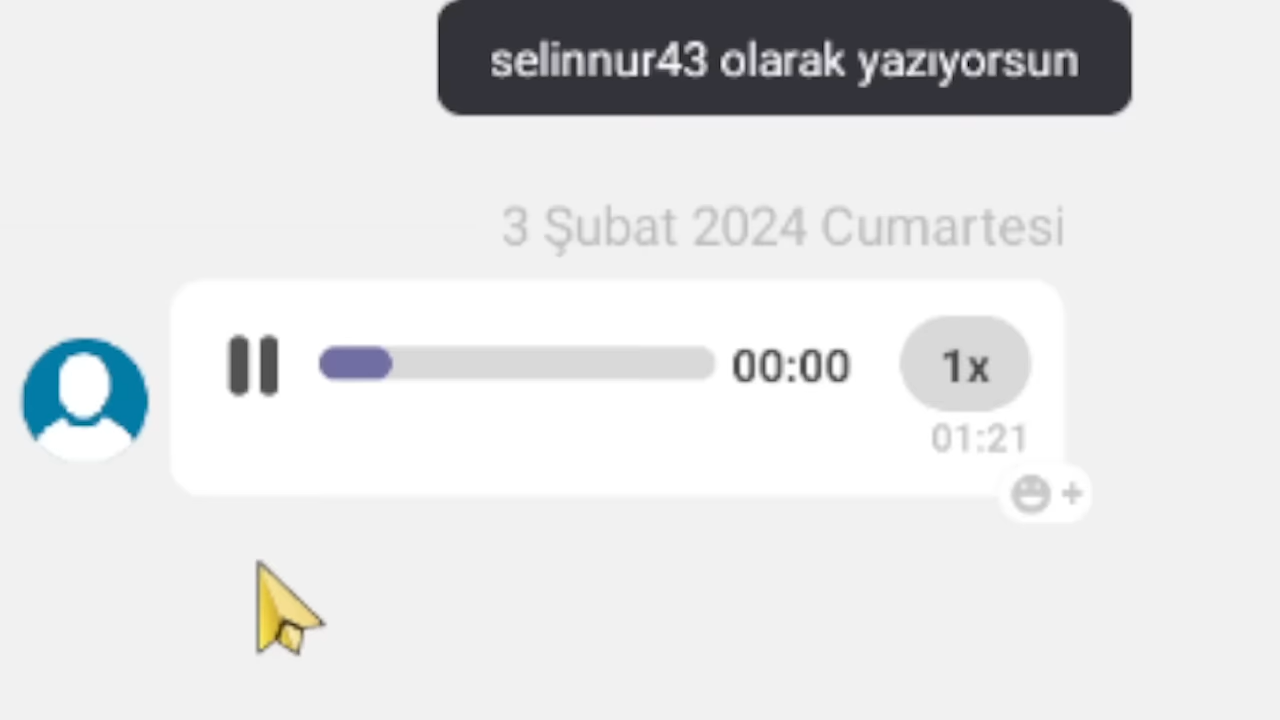 selinnur43 olarak yazıyorsun
3 Şubat 2024 Cumartesi
00:00
1x
01:21